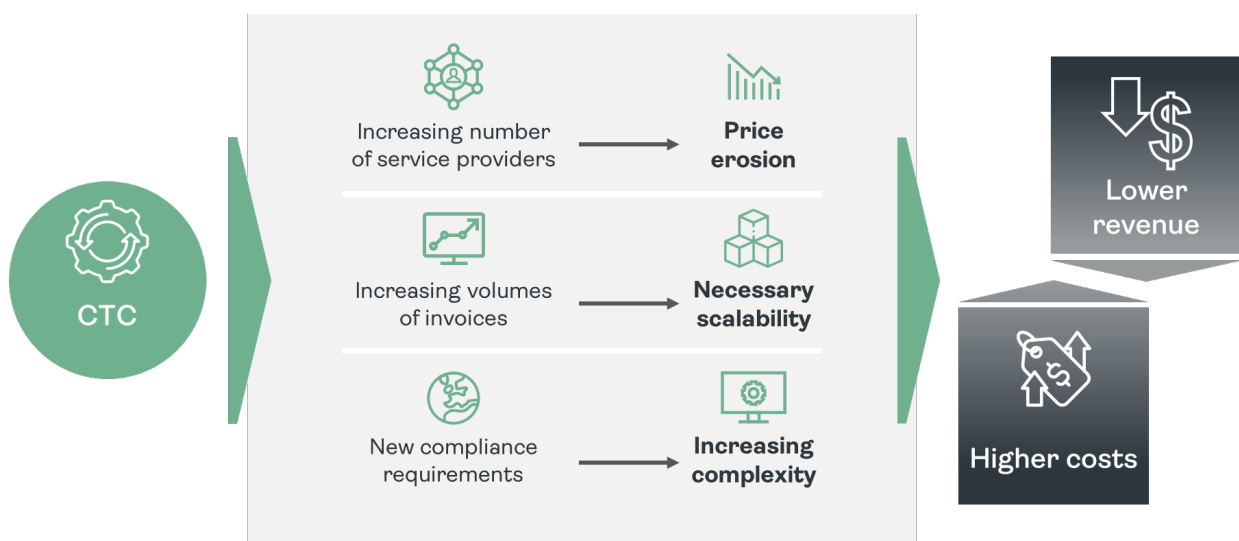 CTC
Increasing number
of service providers
Price
erosion
Increasing volumes
of invoices
Necessary
scalability
New compliance
requirements
Increasing
complexity
Lower
revenue
Higher costs